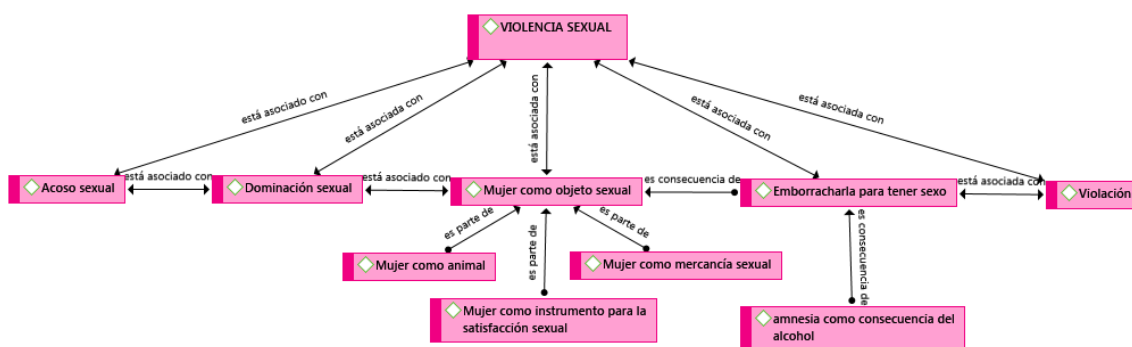 VIOLENCIA SEXUAL
está asociado con
está asociada con
está asociada con
está asociada con
está asociada con
Acoso sexual
está asociado con
Dominación sexual
está asociado con
Mujer como objeto sexual
es consecuencia de
Emborracharla para tener sexo
está asociada con
Violación
es parte de
es parte de
es parte de
es consecuencia de
Mujer como animal
Mujer como mercancía sexual
Mujer como instrumento para la
satisfacción sexual
amnesia como consecuencia del
alcohol